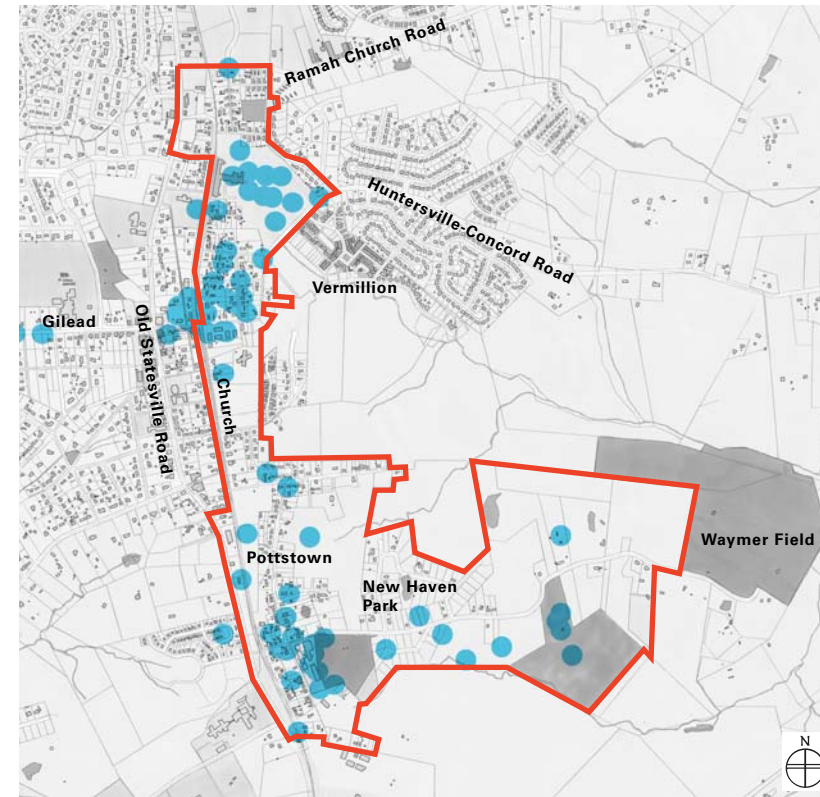 Ramah Church Road
Huntersville-Concord Road
Vermillion
Gilead
Old Statesville Road
Church
Waymer Field
Pottstown
New Haven
Park
N